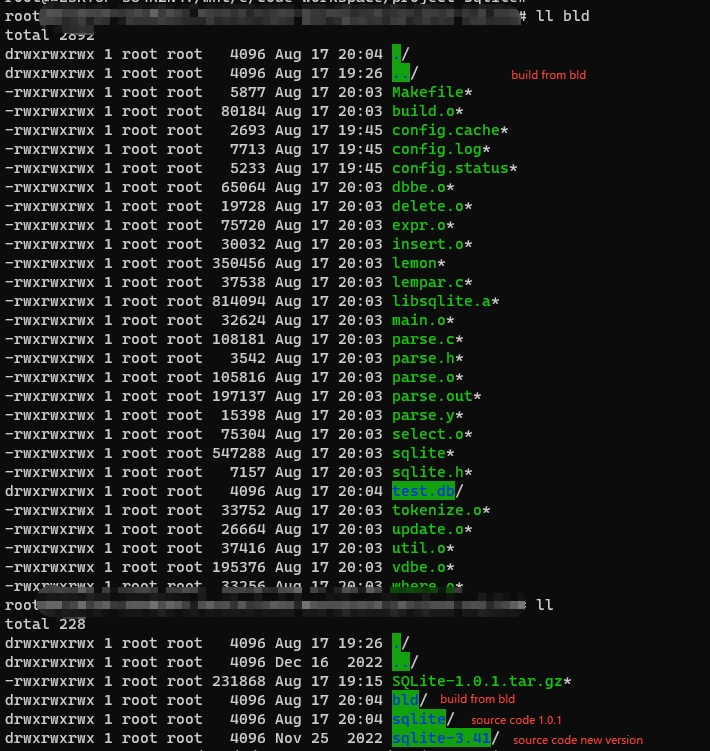 root # ll bld
total 2892
drwxrwxrwx 1 root root 4096 Aug 17 20:04 ./
drwxrwxrwx 1 root root 4096 Aug 17 19:26 ../ build from bld
-rwxrwxrwx 1 root root 5877 Aug 17 20:03 Makefile*
-rwxrwxrwx 1 root root 80184 Aug 17 20:03 build.o*
-rwxrwxrwx 1 root root 2693 Aug 17 19:45 config.cache*
-rwxrwxrwx 1 root root 7713 Aug 17 19:45 config.log*
-rwxrwxrwx 1 root root 5233 Aug 17 19:45 config.status*
-rwxrwxrwx 1 root root 65064 Aug 17 20:03 dbbe.o*
-rwxrwxrwx 1 root root 19728 Aug 17 20:03 delete.o*
-rwxrwxrwx 1 root root 75720 Aug 17 20:03 expr.o*
-rwxrwxrwx 1 root root 30032 Aug 17 20:03 insert.o*
-rwxrwxrwx 1 root root 350456 Aug 17 20:03 lemon*
-rwxrwxrwx 1 root root 37538 Aug 17 20:03 lempar.c*
-rwxrwxrwx 1 root root 814094 Aug 17 20:03 libsqlite.a*
-rwxrwxrwx 1 root root 32624 Aug 17 20:03 main.o*
-rwxrwxrwx 1 root root 108181 Aug 17 20:03 parse.c*
-rwxrwxrwx 1 root root 3542 Aug 17 20:03 parse.h*
-rwxrwxrwx 1 root root 105816 Aug 17 20:03 parse.o*
-rwxrwxrwx 1 root root 197137 Aug 17 20:03 parse.out*
-rwxrwxrwx 1 root root 15398 Aug 17 20:03 parse.y*
-rwxrwxrwx 1 root root 75304 Aug 17 20:03 select.o*
-rwxrwxrwx 1 root root 547288 Aug 17 20:03 sqlite*
-rwxrwxrwx 1 root root 7157 Aug 17 20:03 sqlite.h*
drwxrwxrwx 1 root root 4096 Aug 17 20:04 test.db/
-rwxrwxrwx 1 root root 33752 Aug 17 20:03 tokenize.o*
-rwxrwxrwx 1 root root 26664 Aug 17 20:03 update.o*
-rwxrwxrwx 1 root root 37416 Aug 17 20:03 util.o*
-rwxrwxrwx 1 root root 195376 Aug 17 20:03 vdbe.o*
-rwxrwxrwx 1 root root 33256 Aug 17 20:03 where.o*
root # ll
total 228
drwxrwxrwx 1 root root 4096 Aug 17 19:26 ./
drwxrwxrwx 1 root root 4096 Dec 16 2022 ../
-rwxrwxrwx 1 root root 231868 Aug 17 19:15 SQLite-1.0.1.tar.gz*
drwxrwxrwx 1 root root 4096 Aug 17 20:04 bld/ build from bld
drwxrwxrwx 1 root root 4096 Aug 17 20:04 sqlite/ source code 1.0.1
drwxrwxrwx 1 root root 4096 Nov 25 2022 sqlite-3.41/ source code new version